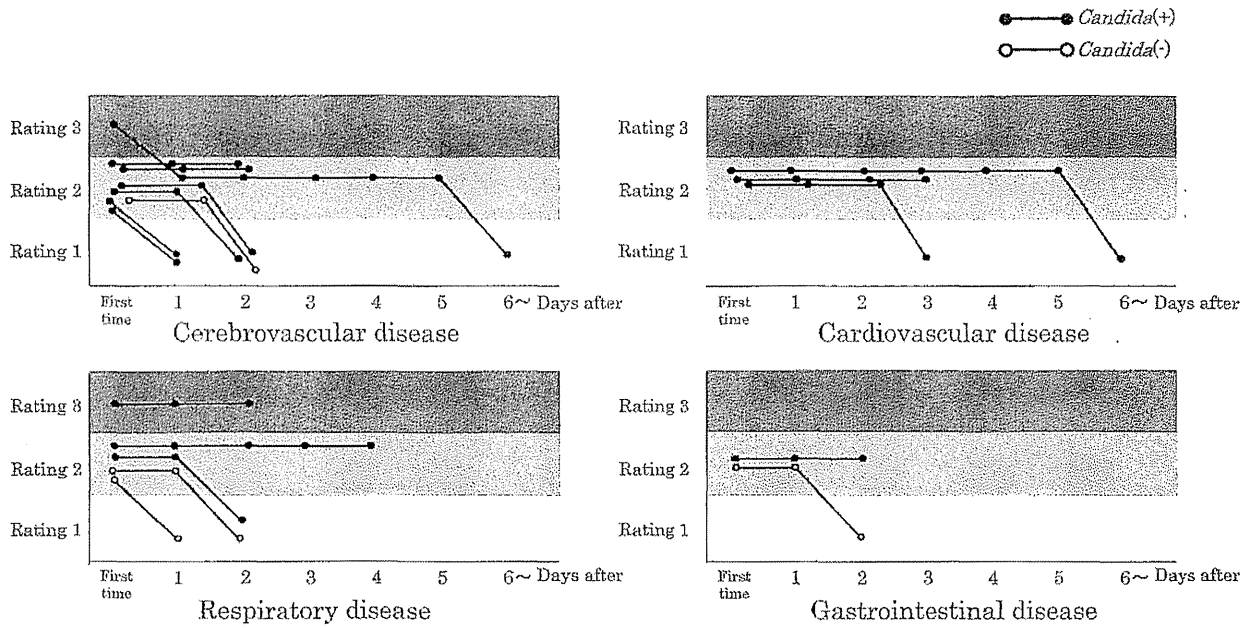 Candida(+)
Candida(-)
Rating 3
Rating 2
Rating 1
First
time
1 2 3 4 5 6~ Days after
Cerebrovascular disease
Rating 3
Rating 2
Rating 1
First
time
1 2 3 4 5 6~ Days after
Cardiovascular disease
Rating 3
Rating 2
Rating 1
First
time
1 2 3 4 5 6~ Days after
Respiratory disease
Rating 3
Rating 2
Rating 1
First
time
1 2 3 4 5 6~ Days after
Gastrointestinal disease